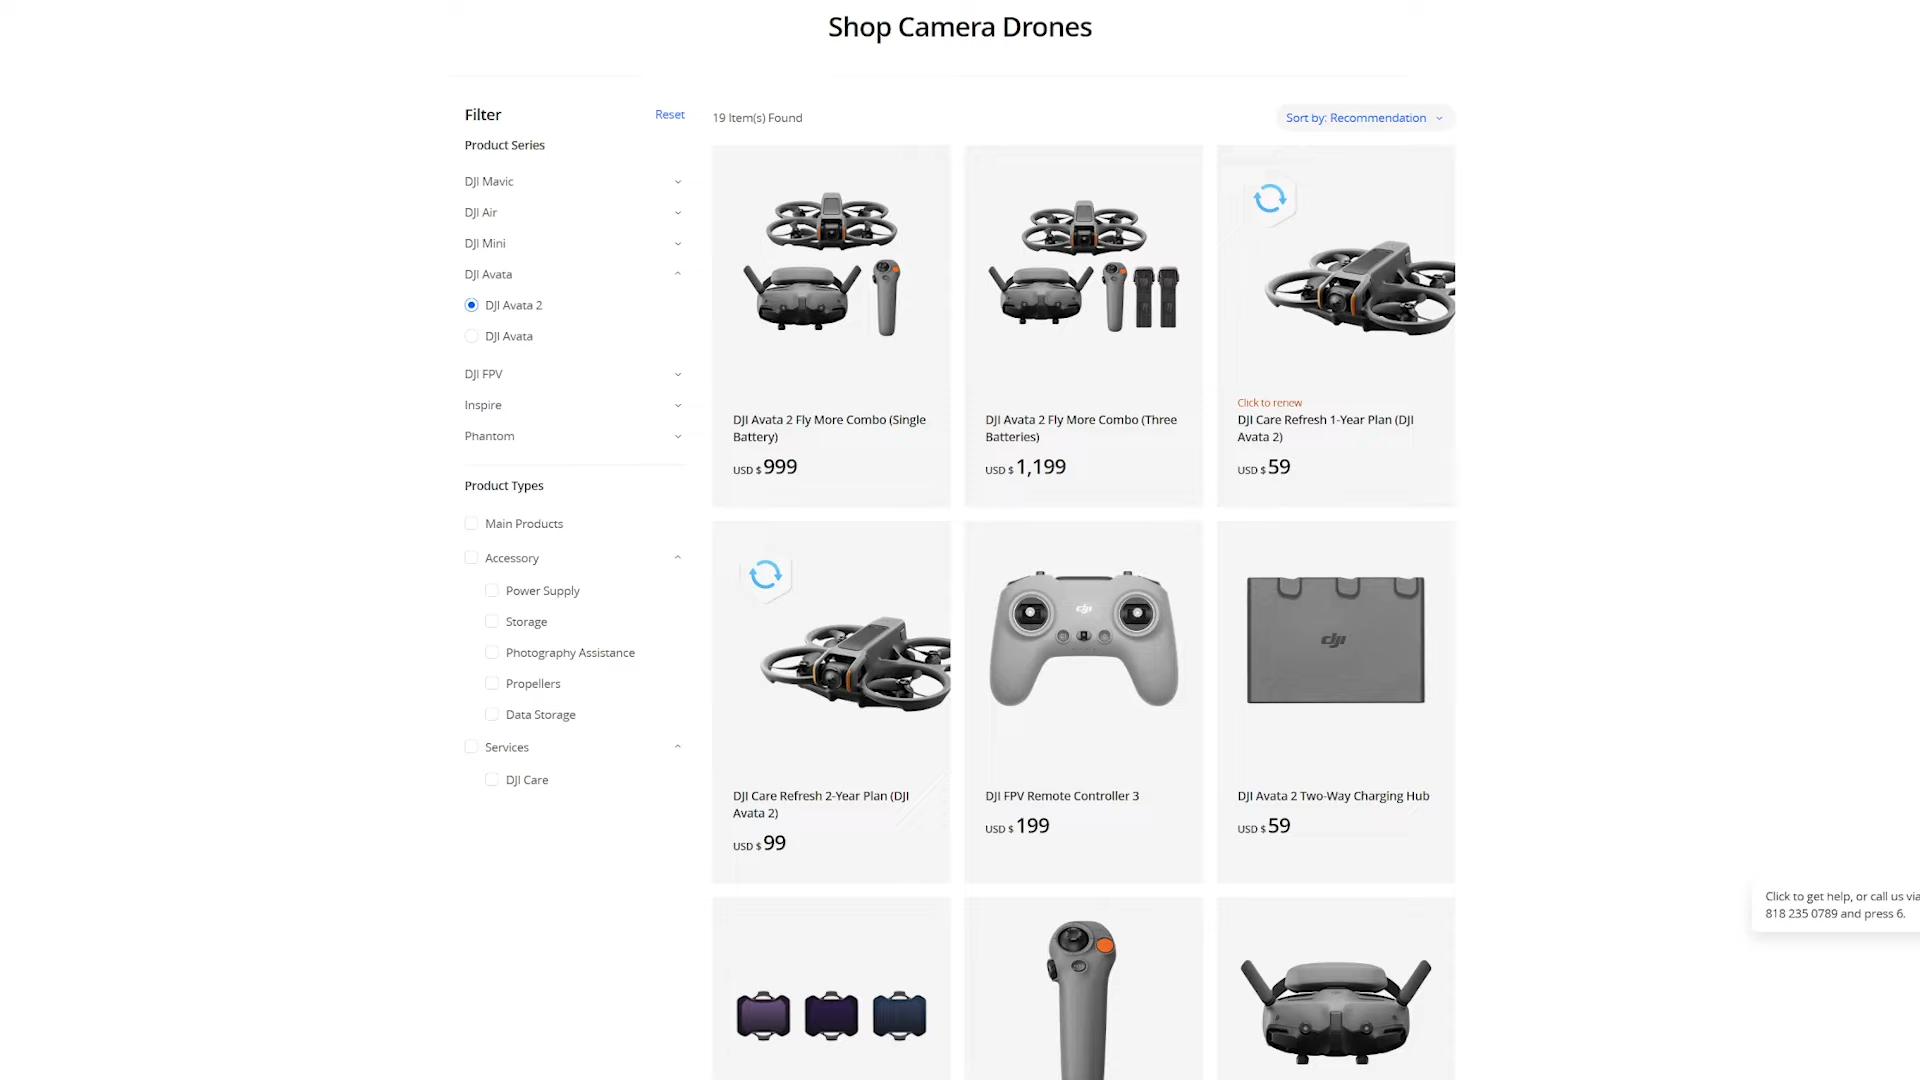 Shop Camera Drones
Filter
Reset
Product Series
DJI Mavic
DJI Air
DJI Mini
DJI Avata
DJI Avata 2
DJI Avata
DJI FPV
Inspire
Phantom
Product Types
Main Products
Accessory
Power Supply
Storage
Photography Assistance
Propellers
Data Storage
Services
DJI Care
19 Item(s) Found
Sort by: Recommendation
DJI Avata 2 Fly More Combo (Single
Battery)
USD $ 999
DJI Avata 2 Fly More Combo (Three
Batteries)
USD $ 1,199
Click to renew
DJI Care Refresh 1-Year Plan (DJI
Avata 2)
USD $ 59
DJI Care Refresh 2-Year Plan (DJI
Avata 2)
USD $ 99
dji
DJI FPV Remote Controller 3
USD $ 199
dji
DJI Avata 2 Two-Way Charging Hub
USD $ 59
Click to get help, or call us via
818 235 0789 and press 6.